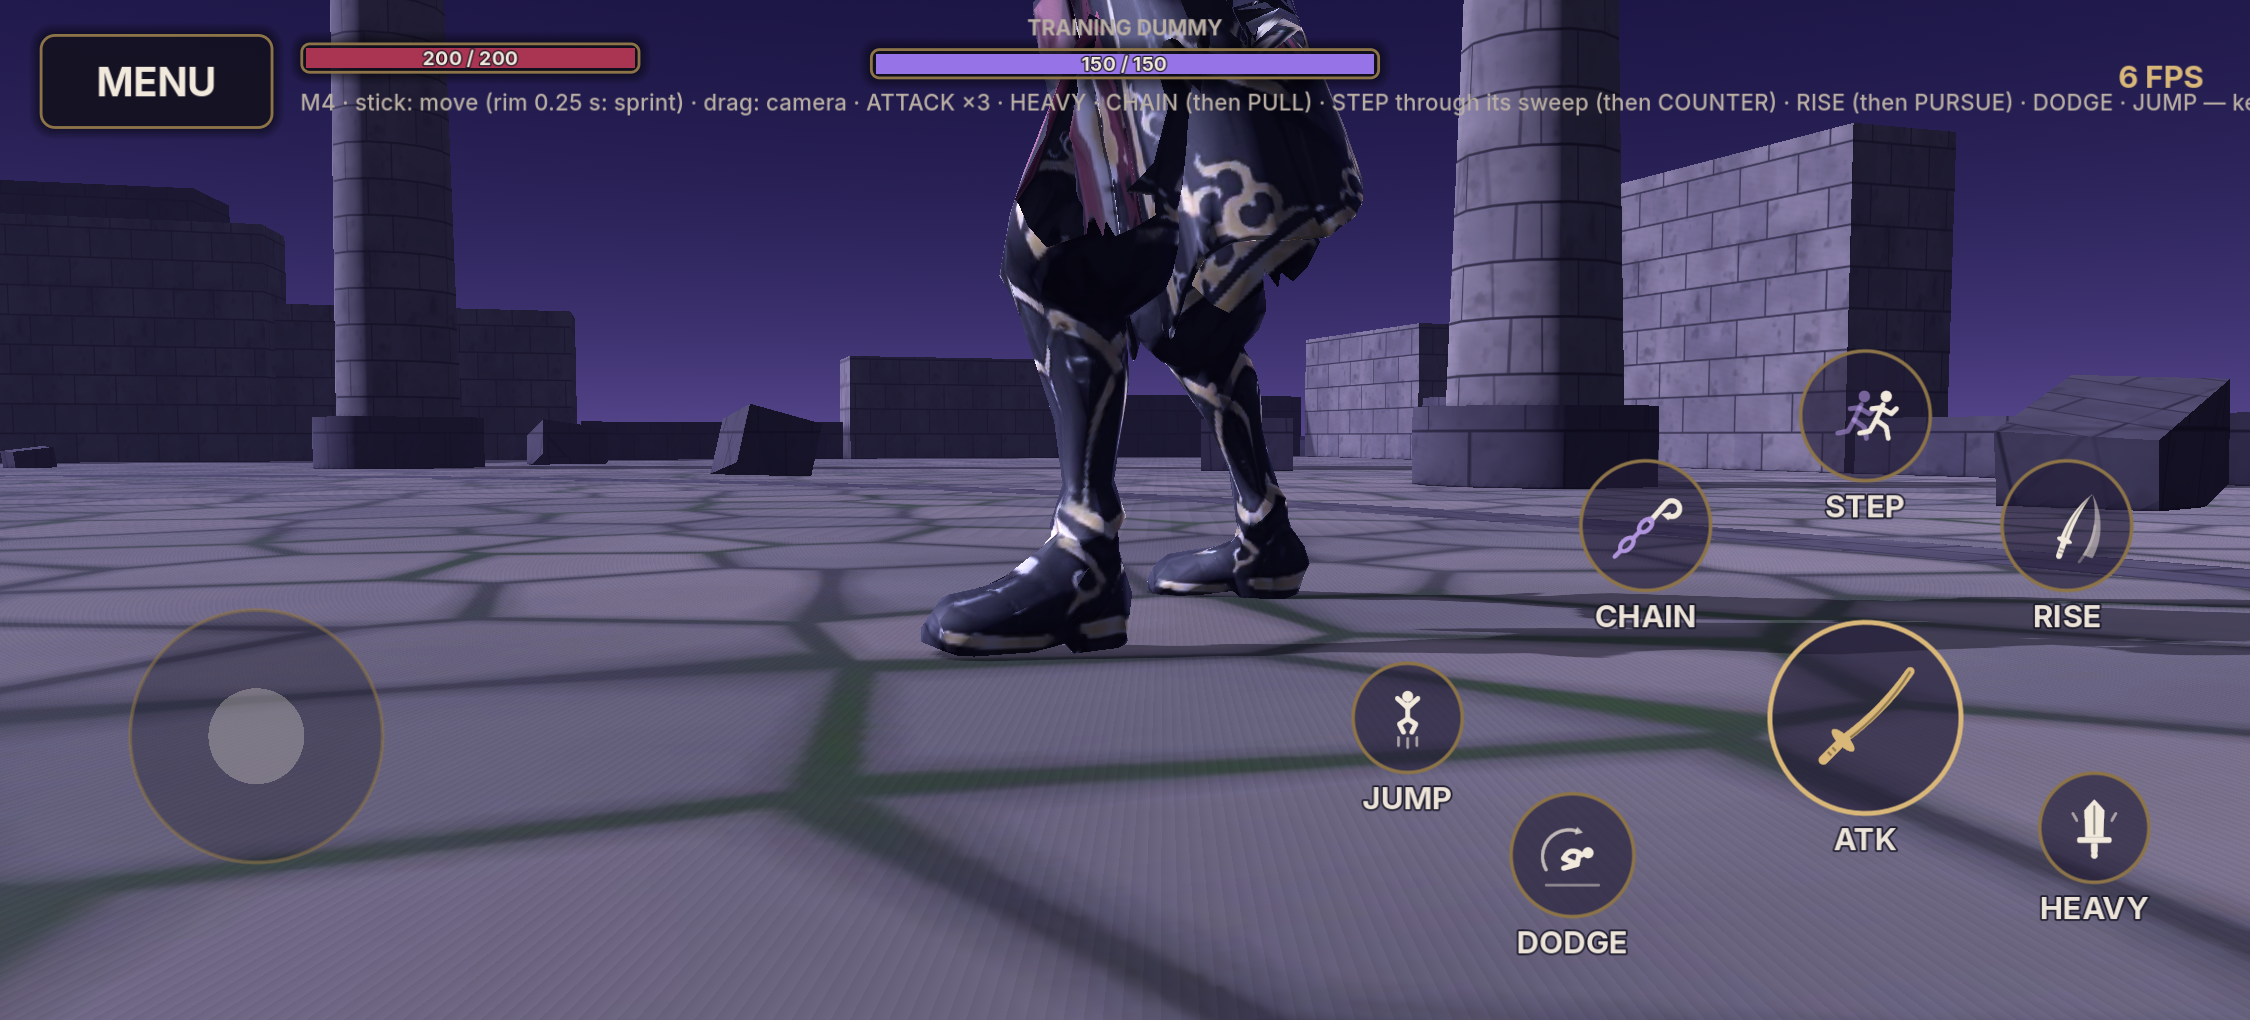 TRAINING DUMMY
MENU
200 / 200
150 / 150
6 FPS
M4 · stick: move (rim 0.25 s: sprint) · drag: camera · ATTACK ×3 · HEAVY · CHAIN (then PULL) · STEP through its sweep (then COUNTER) · RISE (then PURSUE) · DODGE · JUMP — ke
STEP
CHAIN
RISE
JUMP
ATK
HEAVY
DODGE